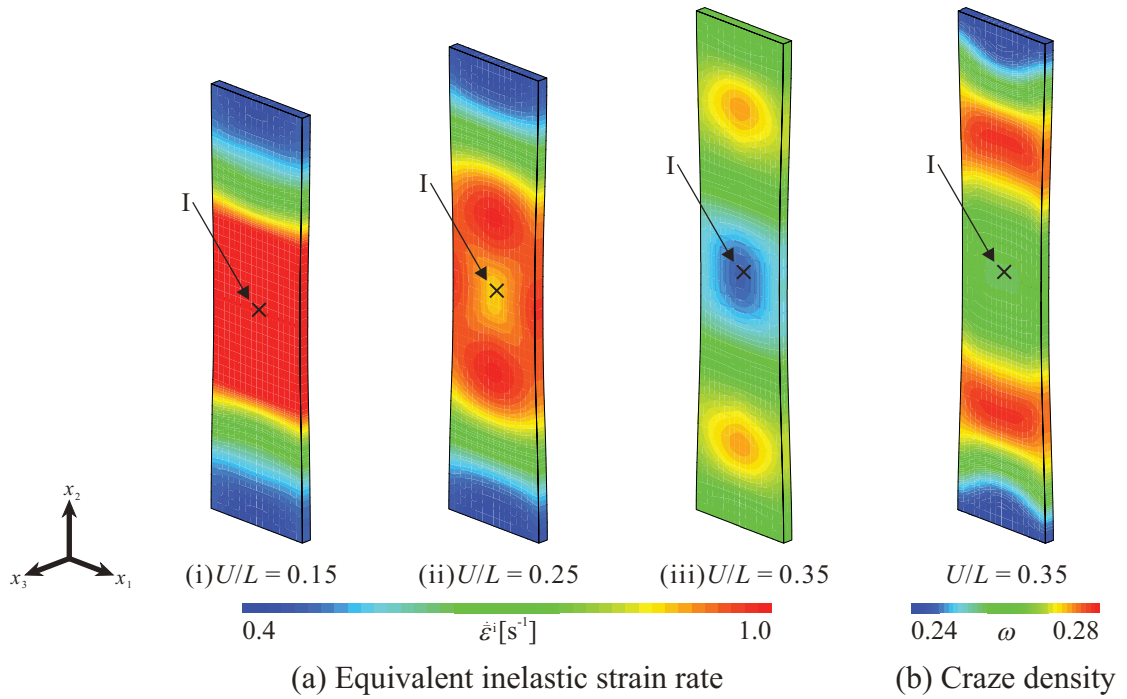 I
I
I
I
x₂
x₃
x₁
(i) U/L = 0.15
(ii) U/L = 0.25
(iii) U/L = 0.35
U/L = 0.35
0.4
ε̇̄ⁱ[s⁻¹]
1.0
0.24
ω
0.28
(a) Equivalent inelastic strain rate
(b) Craze density